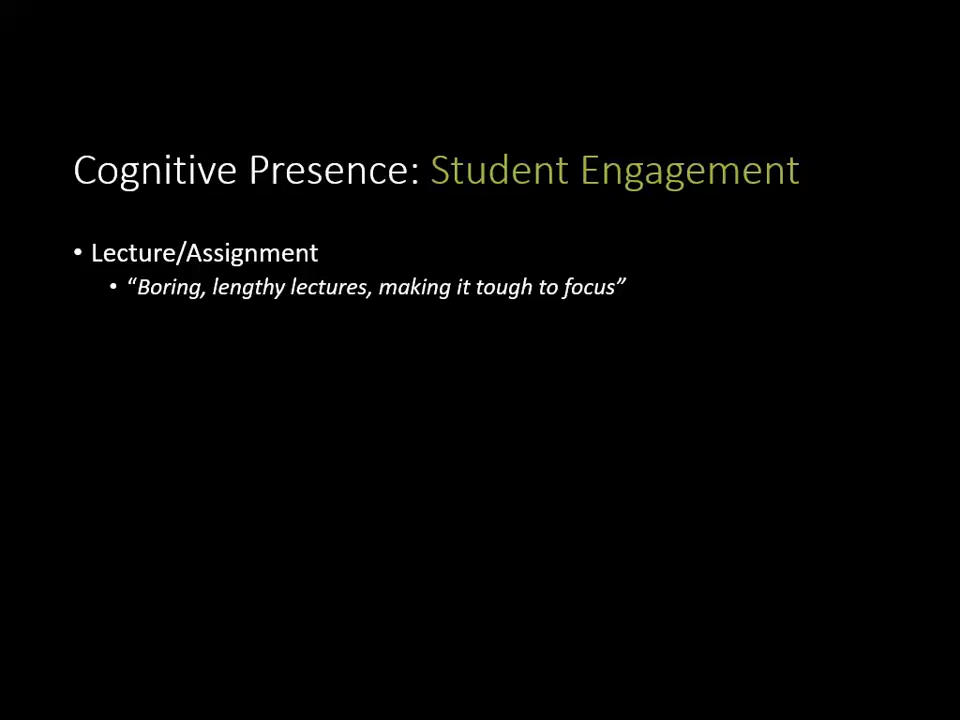 Cognitive Presence: Student Engagement
• Lecture/Assignment
• “Boring, lengthy lectures, making it tough to focus”